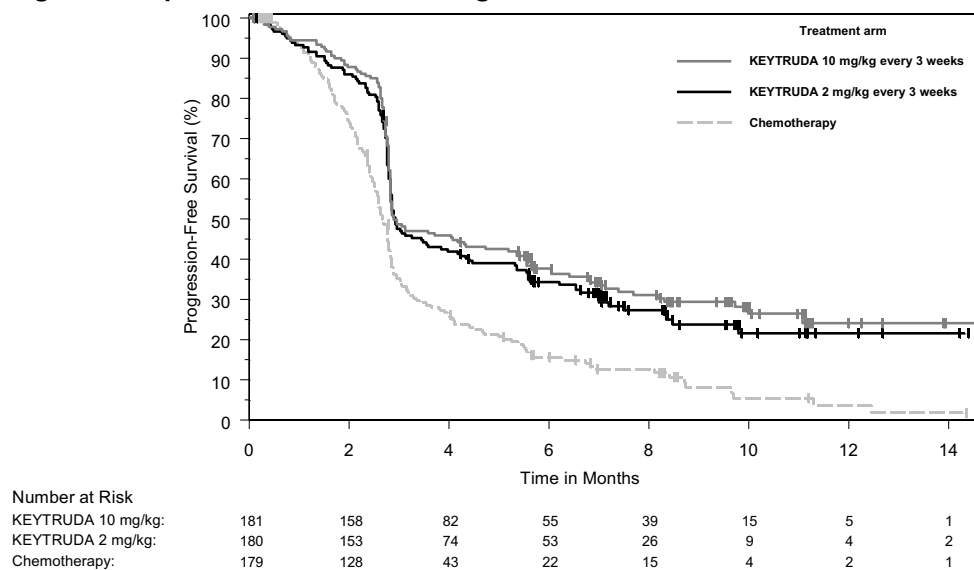 100
Treatment arm
90
KEYTRUDA 10 mg/kg every 3 weeks
80
KEYTRUDA 2 mg/kg every 3 weeks
Chemotherapy
70
60
50
40
30
20
10
0
Progression-Free Survival (%)
0 2 4 6 8 10 12 14
Time in Months
Number at Risk
KEYTRUDA 10 mg/kg: 181 158 82 55 39 15 5 1
KEYTRUDA 2 mg/kg: 180 153 74 53 26 9 4 2
Chemotherapy: 179 128 43 22 15 4 2 1